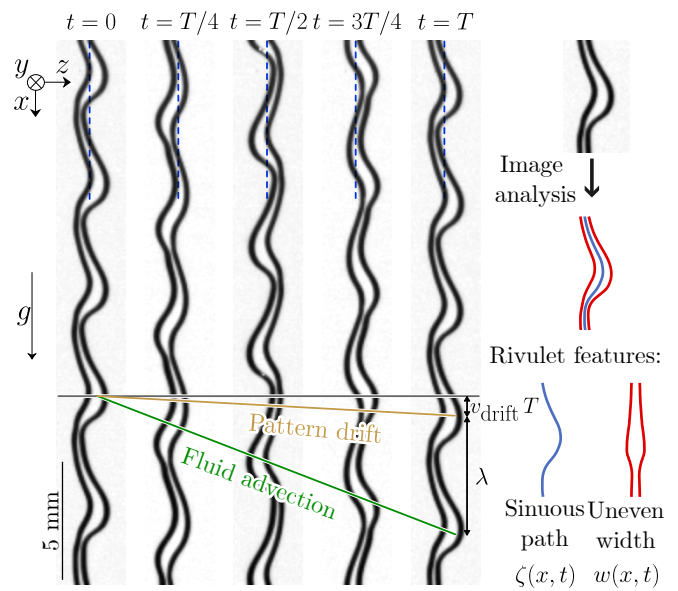 t = 0 t = T/4 t = T/2 t = 3T/4 t = T
y z
x
g
Image
analysis
Rivulet features:
v_drift T
Pattern drift
Fluid advection
λ
5 mm
Sinuous Uneven
path width
ζ(x, t) w(x, t)